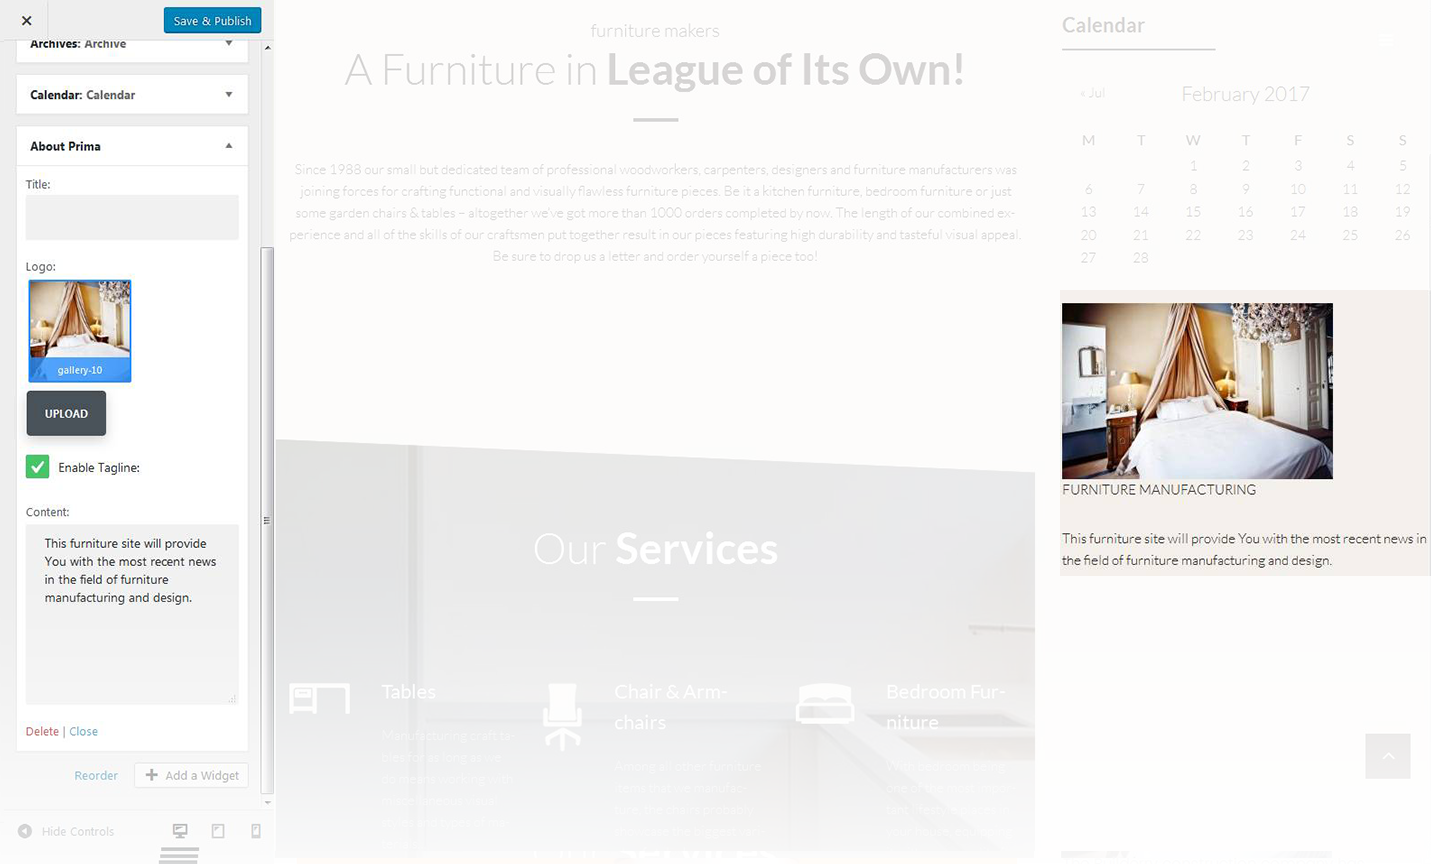 Save & Publish
Archives: Archive
Calendar: Calendar
About Prima
Title:
Logo:
gallery-10
UPLOAD
Enable Tagline:
Content:
This furniture site will provide
You with the most recent news
in the field of furniture
manufacturing and design.
Delete | Close
Reorder
Add a Widget
Hide Controls
furniture makers
A Furniture in League of Its Own!
Since 1988 our small but dedicated team of professional woodworkers, carpenters, designers and furniture manufacturers was
joining forces for crafting functional and visually flawless furniture pieces. Be it a kitchen furniture, bedroom furniture or just
some garden chairs & tables – altogether we've got more than 1000 orders completed by now. The length of our combined ex-
perience and all of the skills of our craftsmen put together result in our pieces featuring high durability and tasteful visual appeal.
Be sure to drop us a letter and order yourself a piece too!
Our Services
Tables
Chair & Arm-
chairs
Bedroom Fur-
niture
Calendar
« Jul
February 2017
M T W T F S S
1 2 3 4 5
6 7 8 9 10 11 12
13 14 15 16 17 18 19
20 21 22 23 24 25 26
27 28
FURNITURE MANUFACTURING
This furniture site will provide You with the most recent news in
the field of furniture manufacturing and design.